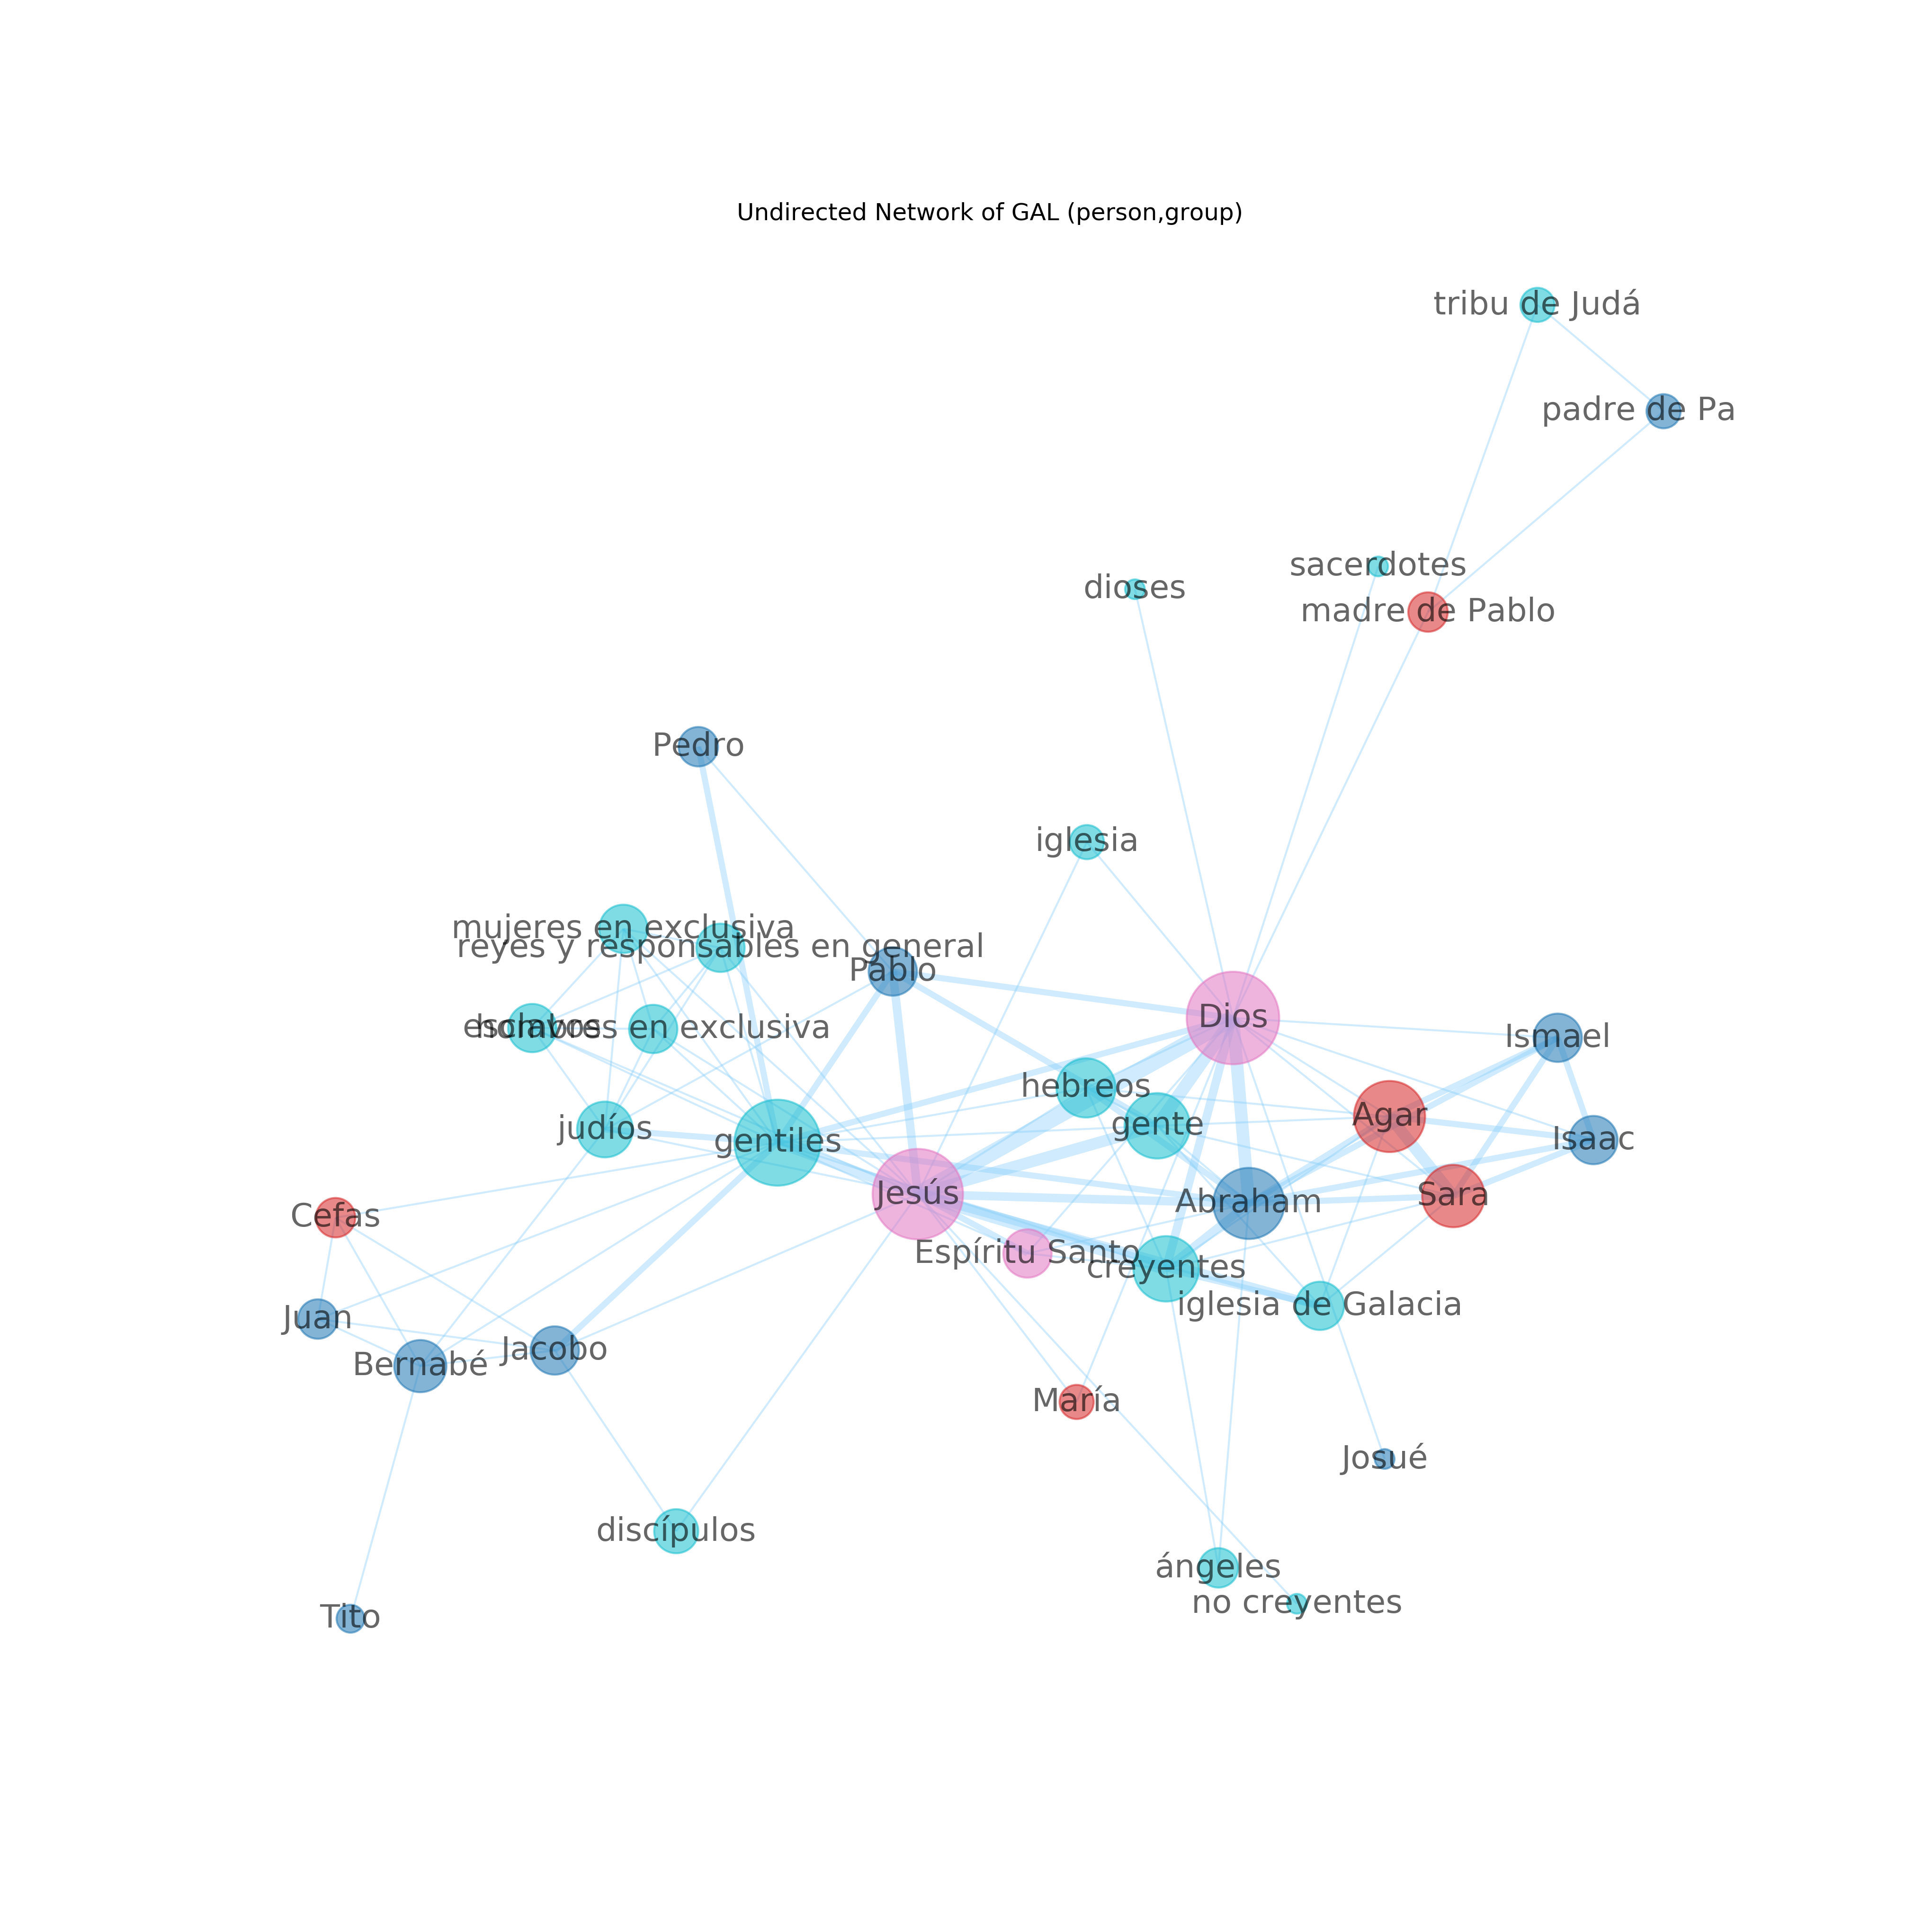 Undirected Network of GAL (person,group)
tribu de Judá
padre de Pa
sacerdotes
dioses
madre de Pablo
Pedro
iglesia
mujeres en exclusiva
reyes y responsables en general
Pablo
Dios
esclavos
hombres en exclusiva
Ismael
hebreos
Agar
gente
judíos
gentiles
Isaac
Jesús
Sara
Abraham
Cefas
Espíritu Santo
creyentes
iglesia de Galacia
Juan
Jacobo
Bernabé
María
Josué
discípulos
ángeles
no creyentes
Tito